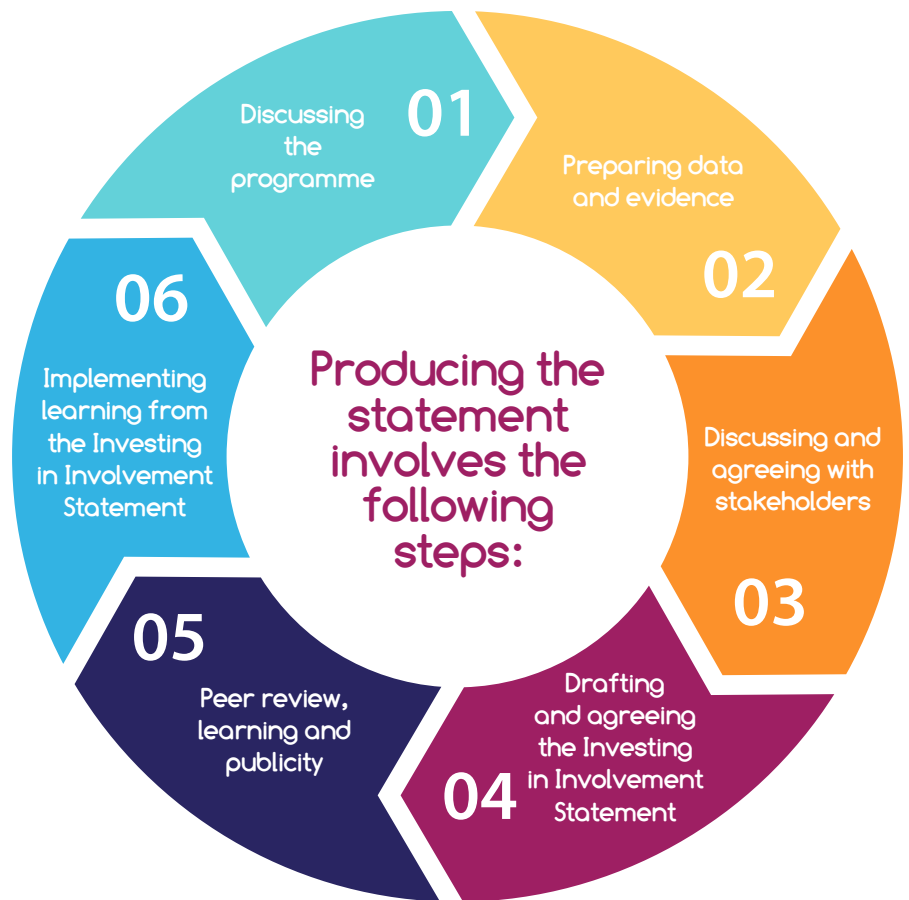 Producing the
statement
involves the
following
steps:
01
Discussing
the
programme
Preparing data
and evidence
02
Discussing and
agreeing with
stakeholders
03
Drafting
and agreeing
the Investing
in Involvement
Statement
04
05
Peer review,
learning and
publicity
06
Implementing
learning from
the Investing
in Involvement
Statement